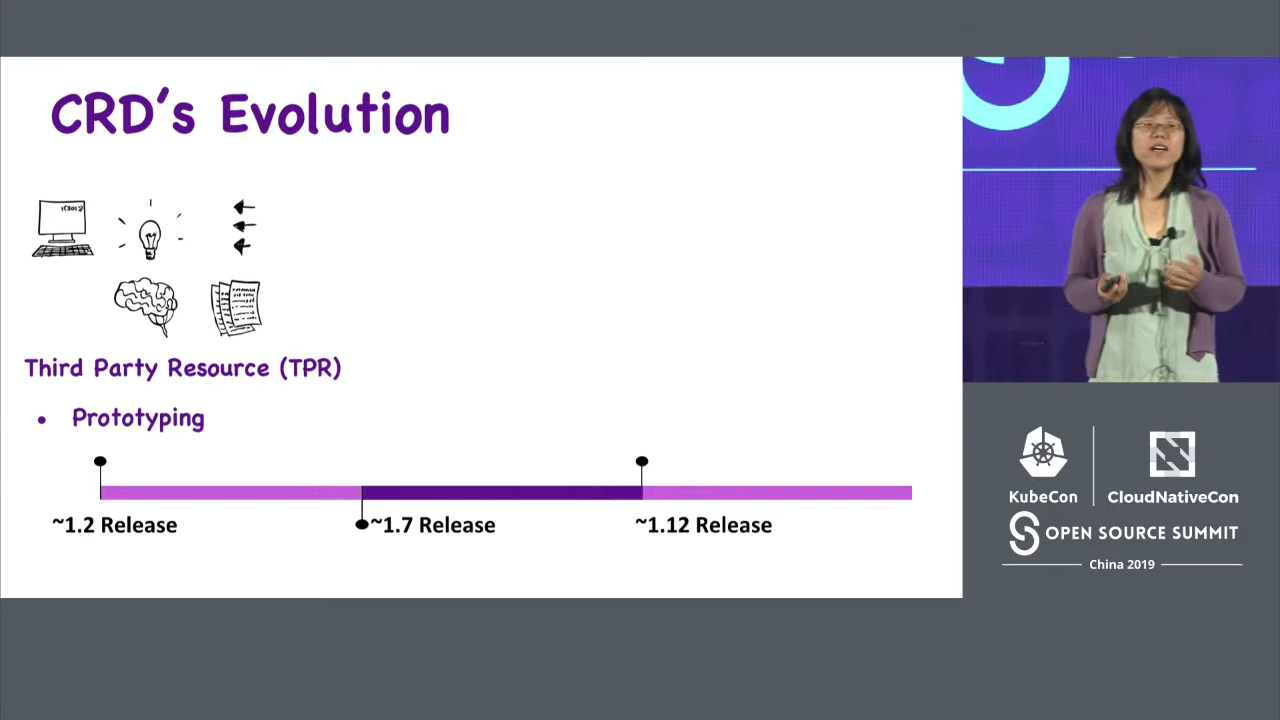 CRD's Evolution
Third Party Resource (TPR)
• Prototyping
~1.2 Release
~1.7 Release
~1.12 Release
KubeCon
CloudNativeCon
OPEN SOURCE SUMMIT
China 2019